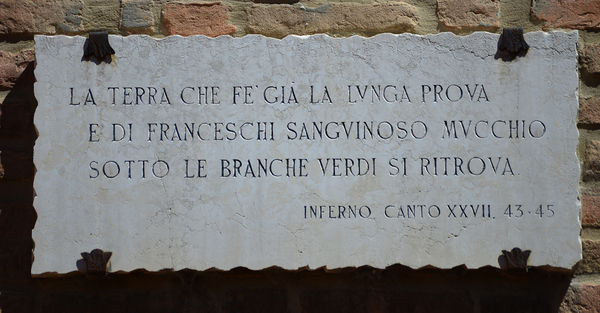 LA TERRA CHE FE' GIÀ LA LVNGA PROVA
E' DI FRANCESCHI SANGVINOSO MVCCHIO
SOTTO LE BRANCHE VERDI SI RITROVA.
INFERNO, CANTO XXVII, 43-45